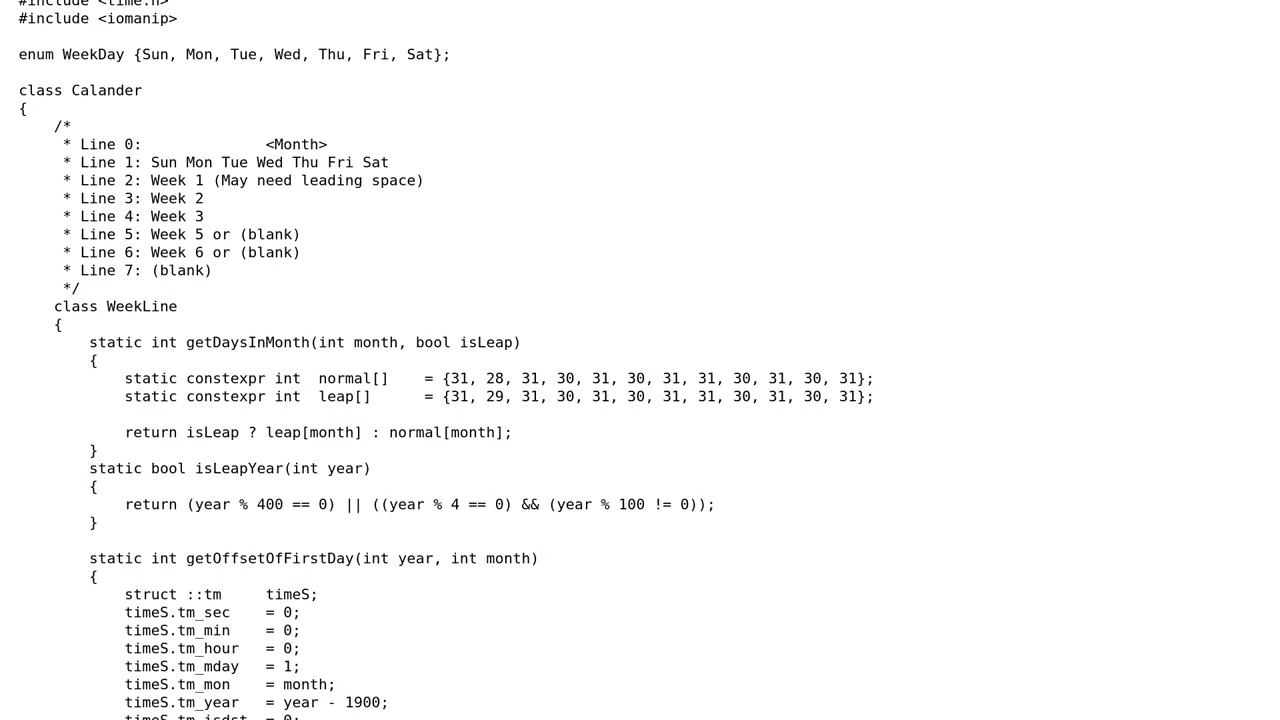 #include <time.h>
#include <iomanip>

enum WeekDay {Sun, Mon, Tue, Wed, Thu, Fri, Sat};

class Calander
{
    /*
     * Line 0:              <Month>
     * Line 1: Sun Mon Tue Wed Thu Fri Sat
     * Line 2: Week 1 (May need leading space)
     * Line 3: Week 2
     * Line 4: Week 3
     * Line 5: Week 5 or (blank)
     * Line 6: Week 6 or (blank)
     * Line 7: (blank)
     */
    class WeekLine
    {
        static int getDaysInMonth(int month, bool isLeap)
        {
            static constexpr int  normal[]    = {31, 28, 31, 30, 31, 30, 31, 31, 30, 31, 30, 31};
            static constexpr int  leap[]      = {31, 29, 31, 30, 31, 30, 31, 31, 30, 31, 30, 31};

            return isLeap ? leap[month] : normal[month];
        }
        static bool isLeapYear(int year)
        {
            return (year % 400 == 0) || ((year % 4 == 0) && (year % 100 != 0));
        }

        static int getOffsetOfFirstDay(int year, int month)
        {
            struct ::tm     timeS;
            timeS.tm_sec    = 0;
            timeS.tm_min    = 0;
            timeS.tm_hour   = 0;
            timeS.tm_mday   = 1;
            timeS.tm_mon    = month;
            timeS.tm_year   = year - 1900;
            timeS.tm_isdst  = 0;